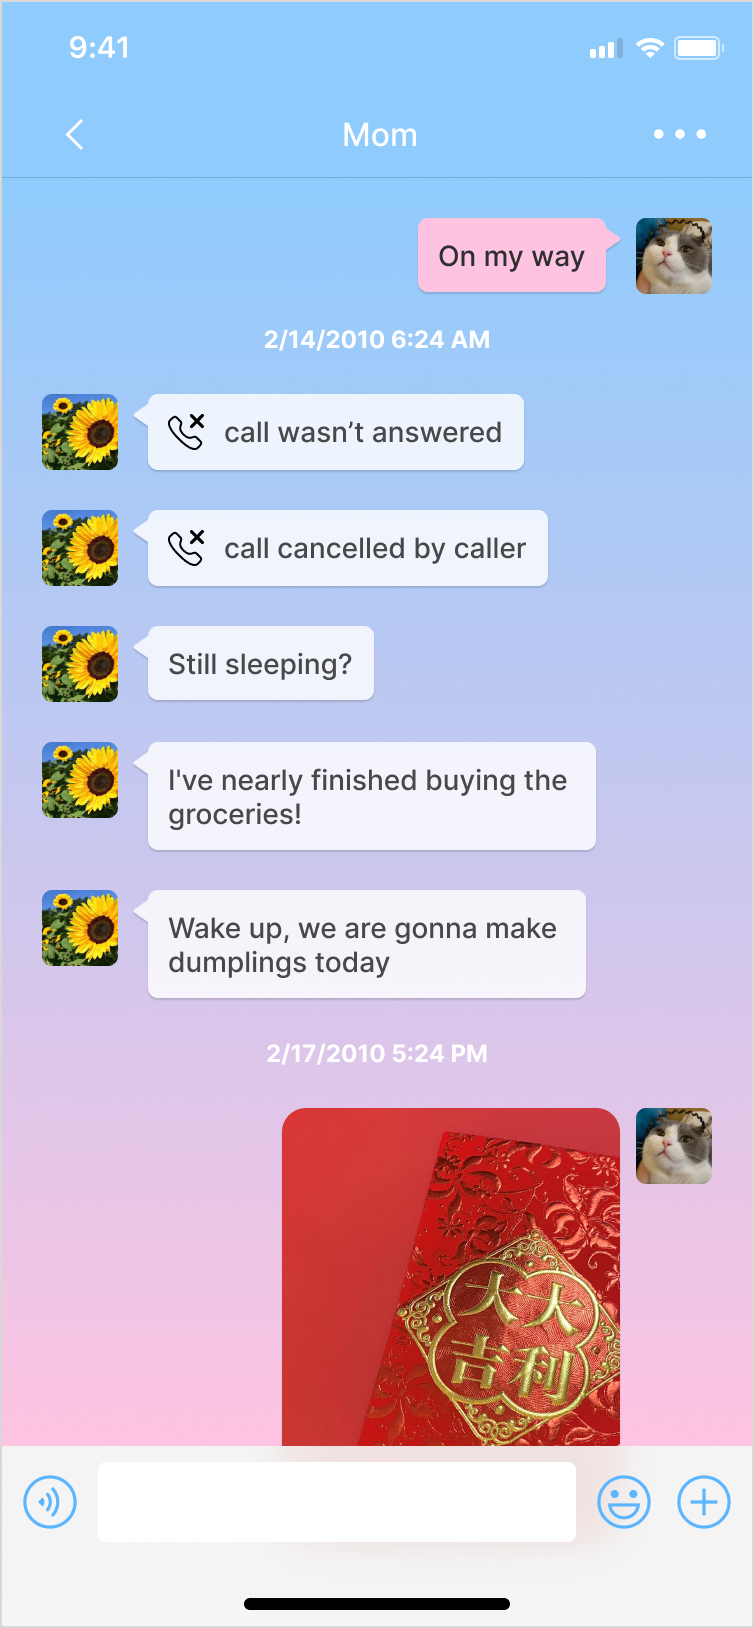 9:41
Mom
On my way
2/14/2010 6:24 AM
call wasn’t answered
call cancelled by caller
Still sleeping?
I've nearly finished buying the
groceries!
Wake up, we are gonna make
dumplings today
2/17/2010 5:24 PM
大大
吉利